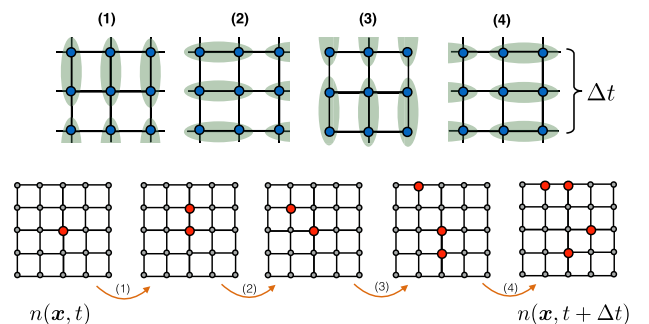 (1) (2) (3) (4)
Δt
(1) (2) (3) (4)
n(x, t) n(x, t + Δt)